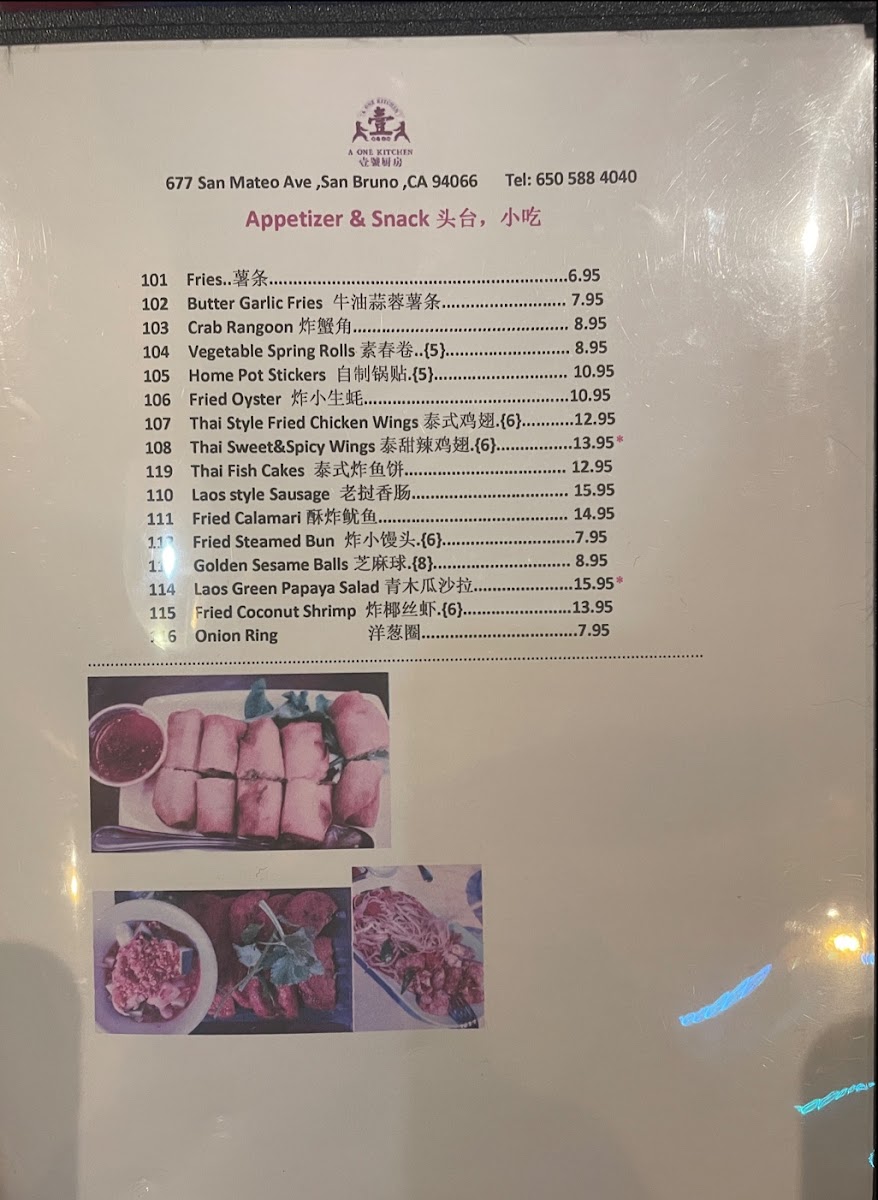 A ONE KITCHEN
壹
A ONE KITCHEN
壹號厨房
677 San Mateo Ave ,San Bruno ,CA 94066 Tel: 650 588 4040
Appetizer & Snack 头台，小吃
101 Fries..薯条..............................................................6.95
102 Butter Garlic Fries 牛油蒜蓉薯条.......................... 7.95
103 Crab Rangoon 炸蟹角............................................. 8.95
104 Vegetable Spring Rolls 素春卷..{5}.......................... 8.95
105 Home Pot Stickers 自制锅贴.{5}............................ 10.95
106 Fried Oyster 炸小生蚝...........................................10.95
107 Thai Style Fried Chicken Wings 泰式鸡翅.{6}...........12.95
108 Thai Sweet&Spicy Wings 泰甜辣鸡翅.{6}................13.95*
119 Thai Fish Cakes 泰式炸鱼饼.................................. 12.95
110 Laos style Sausage 老挝香肠................................. 15.95
111 Fried Calamari 酥炸鱿鱼........................................ 14.95
Fried Steamed Bun 炸小馒头.{6}............................7.95
Golden Sesame Balls 芝麻球.{8}............................. 8.95
114 Laos Green Papaya Salad 青木瓜沙拉.....................15.95*
115 Fried Coconut Shrimp 炸椰丝虾.{6}.......................13.95
Onion Ring 洋葱圈.................................7.95